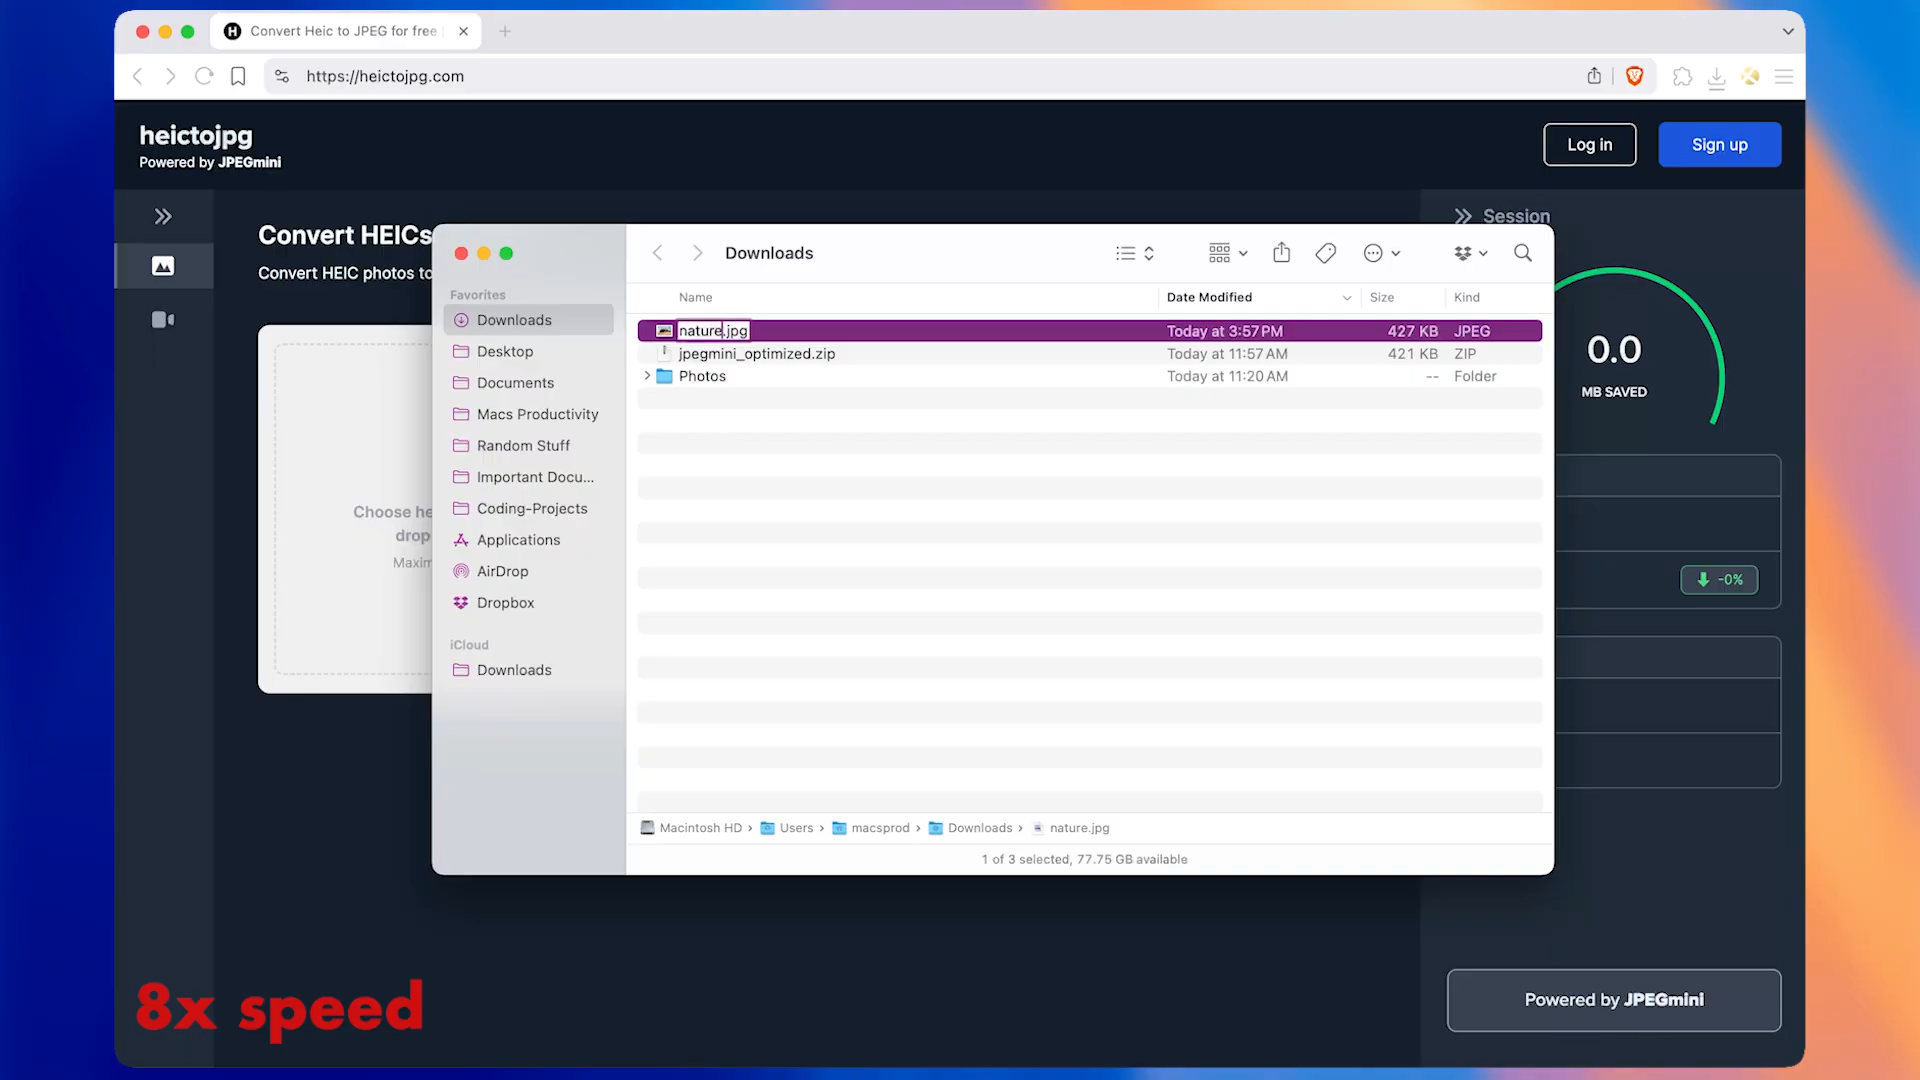 Convert Heic to JPEG for free
https://heictojpg.com
heictojpg
Powered by JPEGmini
Log in
Sign up
Session
Convert HEICs
Convert HEIC photos to
Choose he
drop
Maxim
Downloads
Favorites
Downloads
Desktop
Documents
Macs Productivity
Random Stuff
Important Docu...
Coding-Projects
Applications
AirDrop
Dropbox
iCloud
Downloads
Name Date Modified Size Kind
nature.jpg Today at 3:57 PM 427 KB JPEG
jpegmini_optimized.zip Today at 11:57 AM 421 KB ZIP
Photos Today at 11:20 AM -- Folder
Macintosh HD › Users › macsprod › Downloads › nature.jpg
1 of 3 selected, 77.75 GB available
0.0
MB SAVED
-0%
Powered by JPEGmini
8x speed